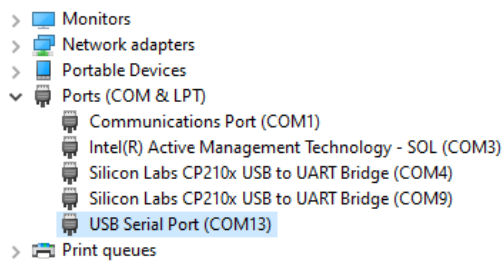 Monitors
Network adapters
Portable Devices
Ports (COM & LPT)
Communications Port (COM1)
Intel(R) Active Management Technology - SOL (COM3)
Silicon Labs CP210x USB to UART Bridge (COM4)
Silicon Labs CP210x USB to UART Bridge (COM9)
USB Serial Port (COM13)
Print queues